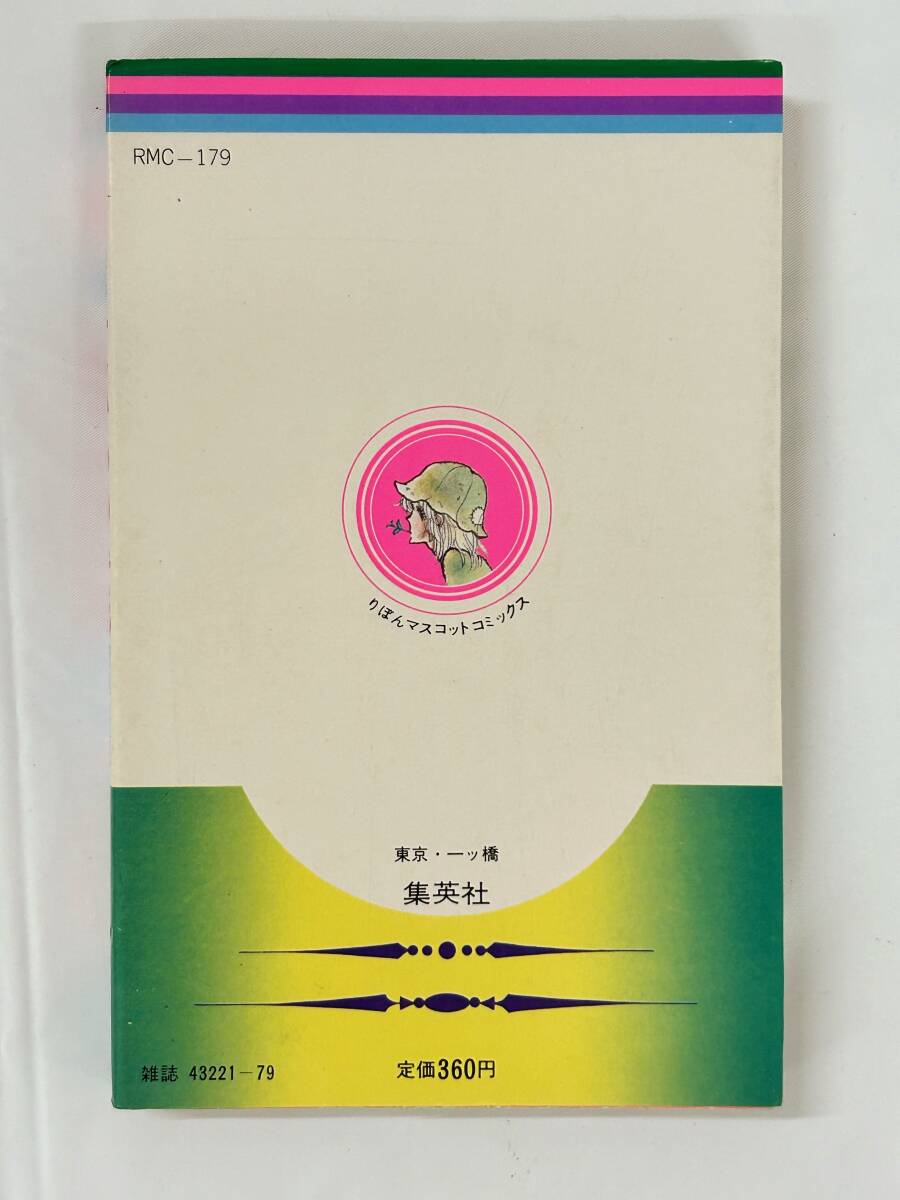 RMC－179
りぼんマスコットコミックス
東京・一ッ橋
集英社
雑誌 43221－79
定価360円